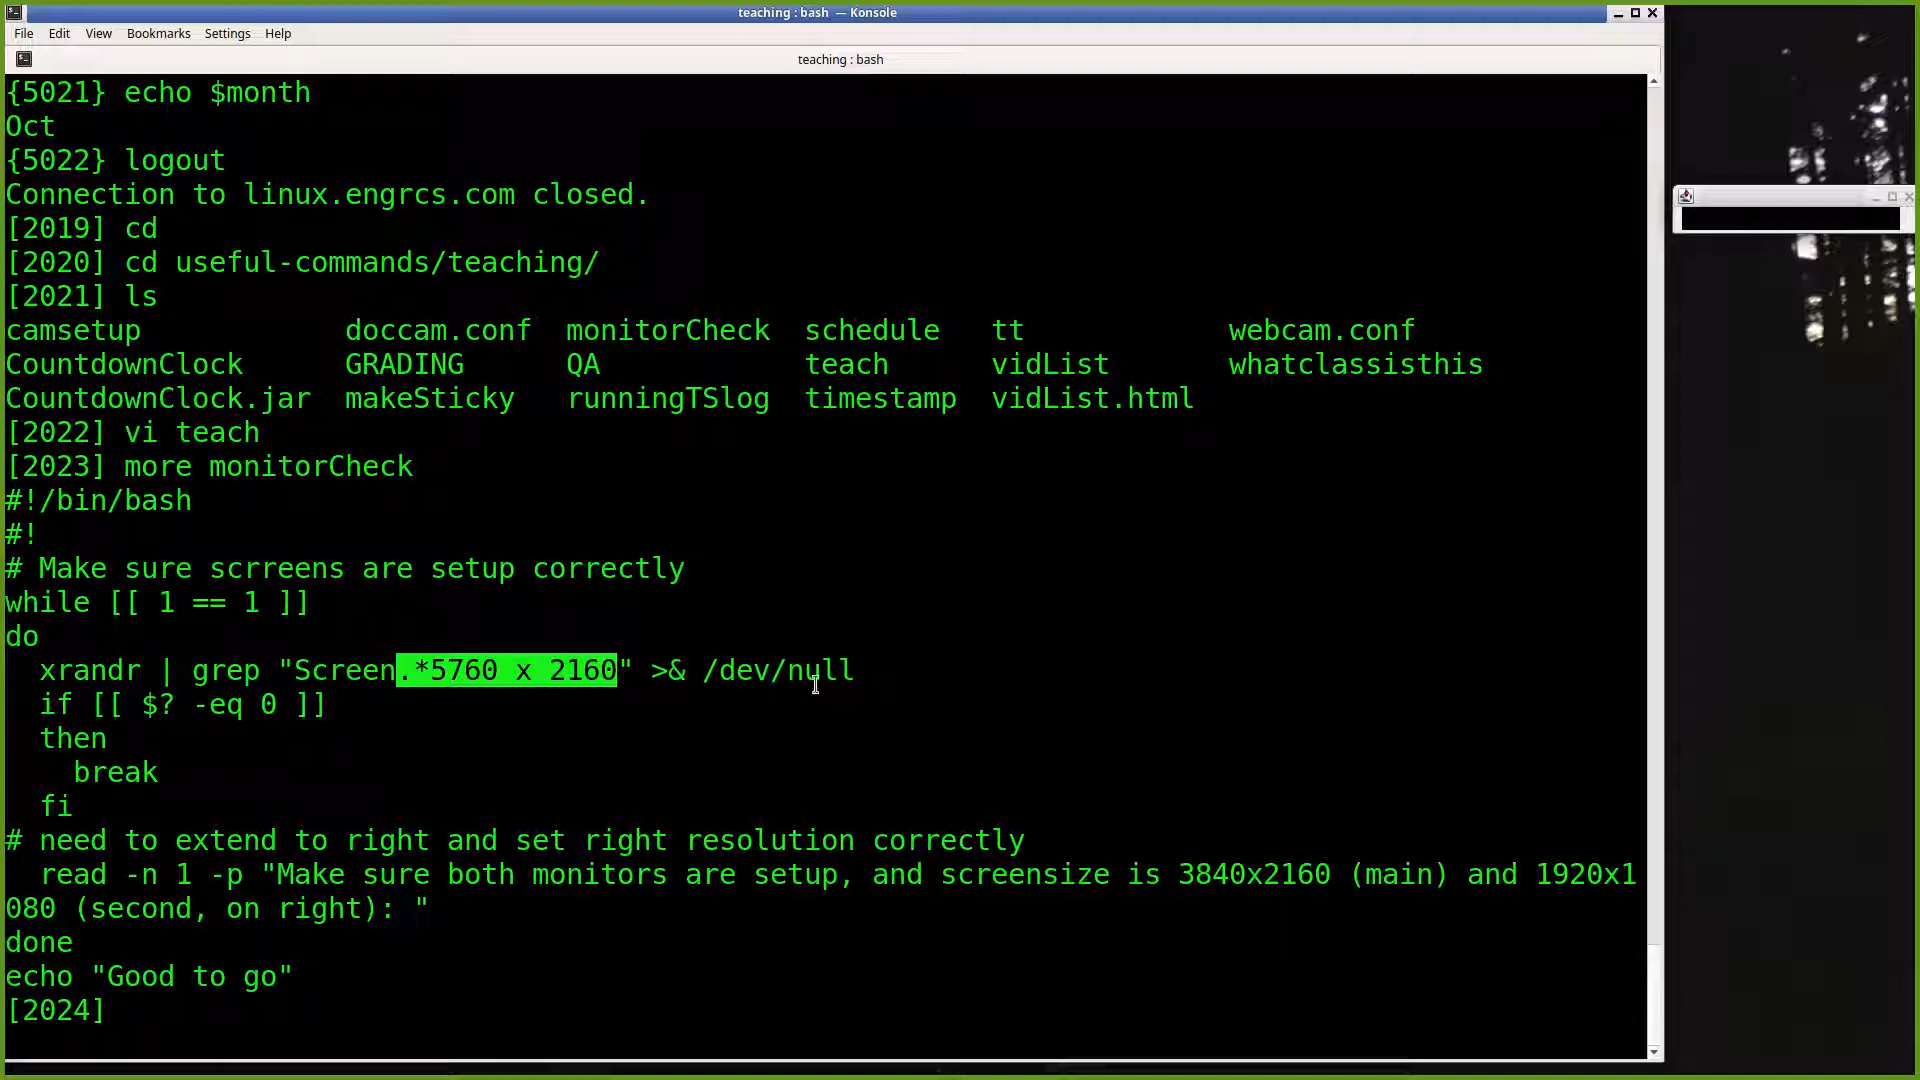 teaching : bash — Konsole
File Edit View Bookmarks Settings Help
teaching : bash
{5021} echo $month
Oct
{5022} logout
Connection to linux.engrcs.com closed.
[2019] cd
[2020] cd useful-commands/teaching/
[2021] ls
camsetup doccam.conf monitorCheck schedule tt webcam.conf
CountdownClock GRADING QA teach vidList whatclassisthis
CountdownClock.jar makeSticky runningTSlog timestamp vidList.html
[2022] vi teach
[2023] more monitorCheck
#!/bin/bash
#!
# Make sure scrreens are setup correctly
while [[ 1 == 1 ]]
do
  xrandr | grep "Screen.*5760 x 2160" >& /dev/null
  if [[ $? -eq 0 ]]
  then
    break
  fi
# need to extend to right and set right resolution correctly
  read -n 1 -p "Make sure both monitors are setup, and screensize is 3840x2160 (main) and 1920x1
080 (second, on right): "
done
echo "Good to go"
[2024]